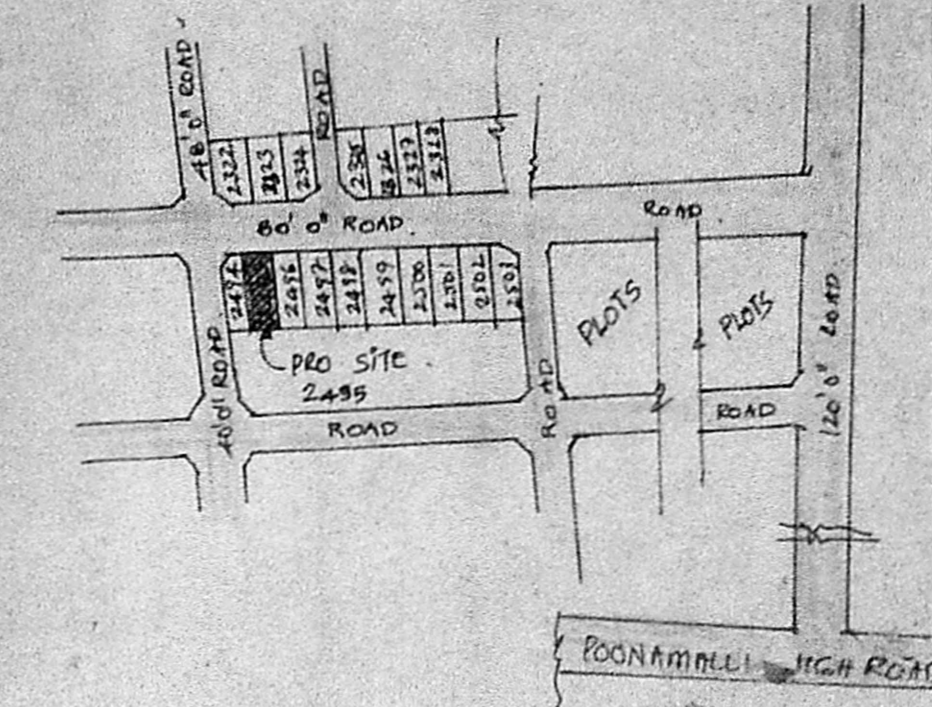 48'0" ROAD
ROAD
2322
2323
2324
2325
2326
2327
2328
80' 0" ROAD.
ROAD
2494
2496
2497
2498
2499
2500
2501
2502
2503
PRO SITE.
2495
40'0" ROAD
ROAD
ROAD
PLOTS
PLOTS
ROAD
120'0" ROAD
POONAMALLI HIGH ROAD